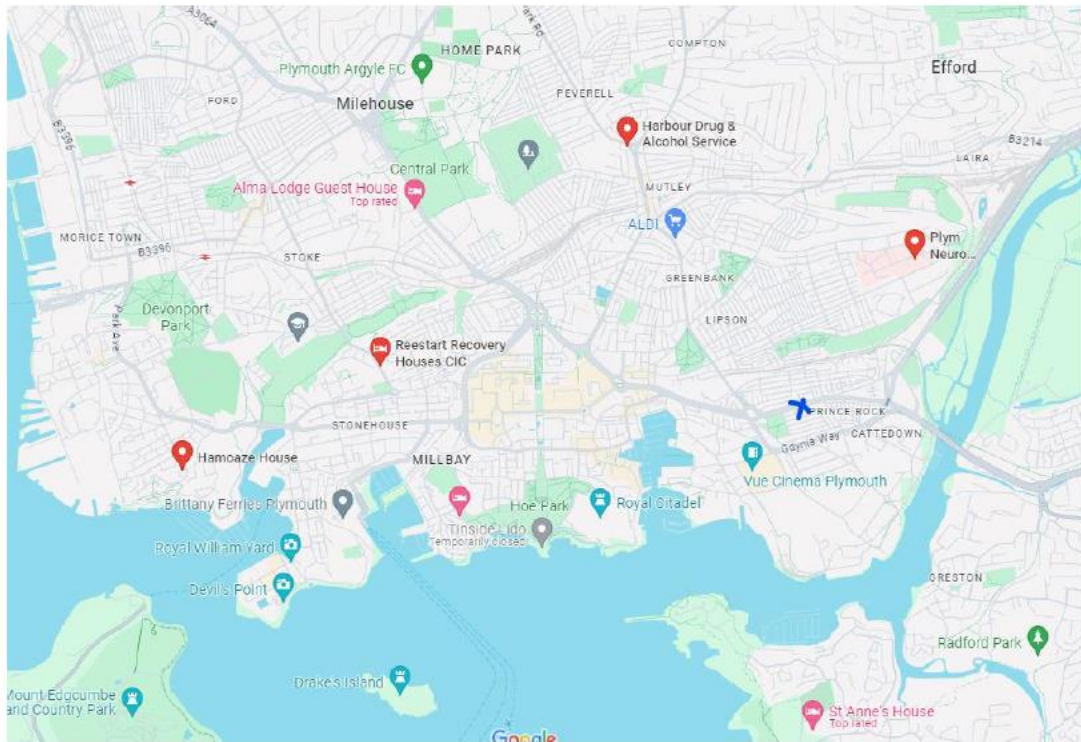 A3064
Park Rd
COMPTON
HOME PARK
Plymouth Argyle FC
Efford
PEVERELL
FORD
Milehouse
B3396
Harbour Drug &
Alcohol Service
B3214
LAIRA
Central Park
Alma Lodge Guest House
Top rated
MUTLEY
ALDI
MORICE TOWN
B3396
STOKE
Plym
Neuro...
GREENBANK
Devonport
Park
Park Ave
LIPSON
Reestart Recovery
Houses CIC
PRINCE ROCK
STONEHOUSE
CATTEDOWN
Gdynia Way
Hamoaze House
MILLBAY
Vue Cinema Plymouth
Brittany Ferries Plymouth
Hoe Park
Royal Citadel
Tinside Lido
Temporarily closed
Royal William Yard
Devil's Point
ORESTON
Radford Park
Drake's Island
Mount Edgcumbe
and Country Park
St Anne's House
Top rated
Google